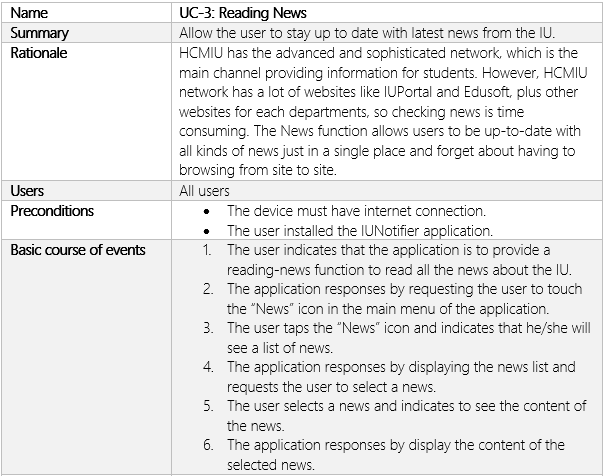 Name UC-3: Reading News
Summary Allow the user to stay up to date with latest news from the IU.
Rationale HCMIU has the advanced and sophisticated network, which is the
main channel providing information for students. However, HCMIU
network has a lot of websites like IUPortal and Edusoft, plus other
websites for each departments, so checking news is time
consuming. The News function allows users to be up-to-date with
all kinds of news just in a single place and forget about having to
browsing from site to site.
Users All users
Preconditions • The device must have internet connection.
• The user installed the IUNotifier application.
Basic course of events 1. The user indicates that the application is to provide a
reading-news function to read all the news about the IU.
2. The application responses by requesting the user to touch
the “News” icon in the main menu of the application.
3. The user taps the “News” icon and indicates that he/she will
see a list of news.
4. The application responses by displaying the news list and
requests the user to select a news.
5. The user selects a news and indicates to see the content of
the news.
6. The application responses by display the content of the
selected news.